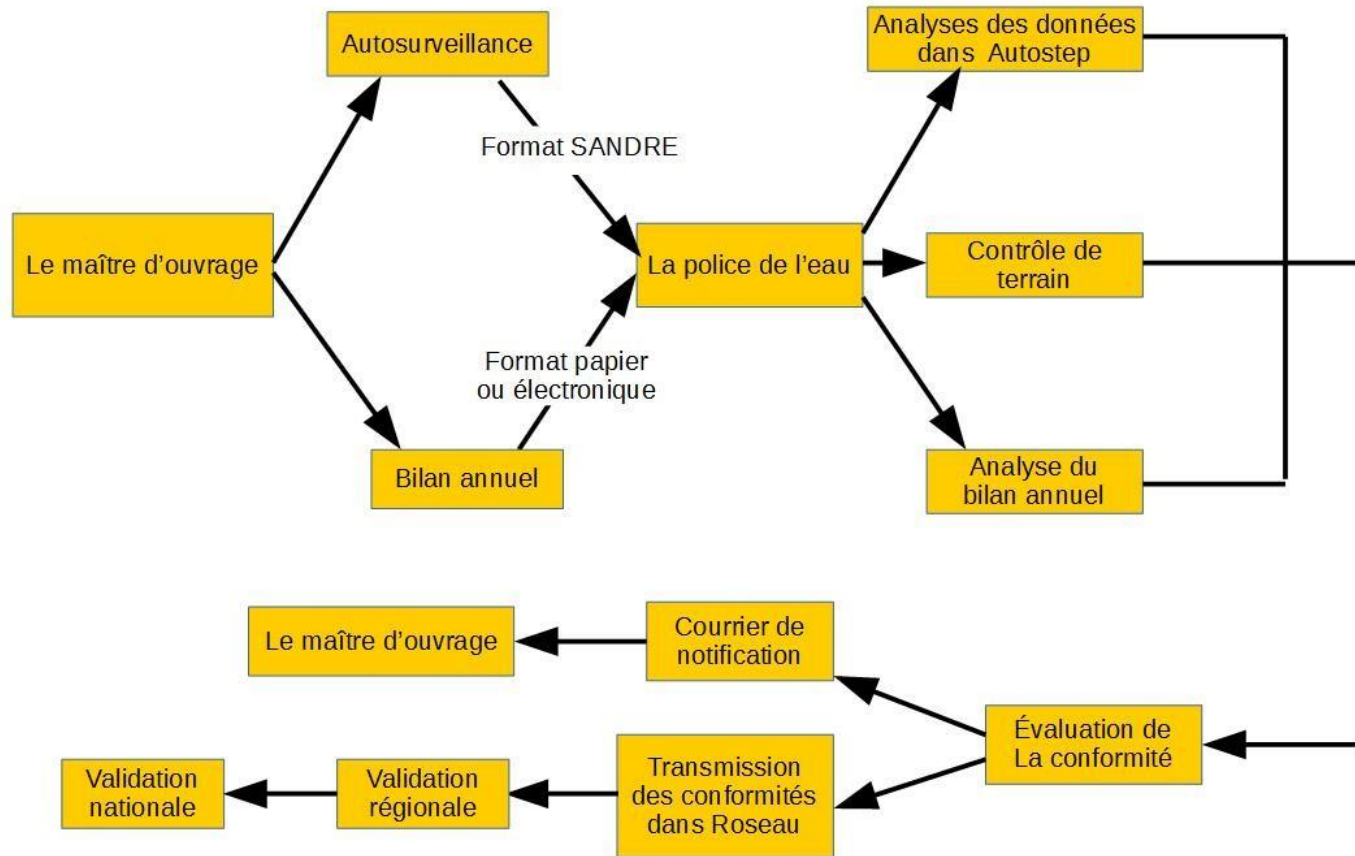 Autosurveillance
Analyses des données
dans Autostep
Format SANDRE
Le maître d'ouvrage
La police de l'eau
Contrôle de
terrain
Format papier
ou électronique
Bilan annuel
Analyse du
bilan annuel
Le maître d'ouvrage
Courrier de
notification
Évaluation de
La conformité
Transmission
des conformités
dans Roseau
Validation
régionale
Validation
nationale